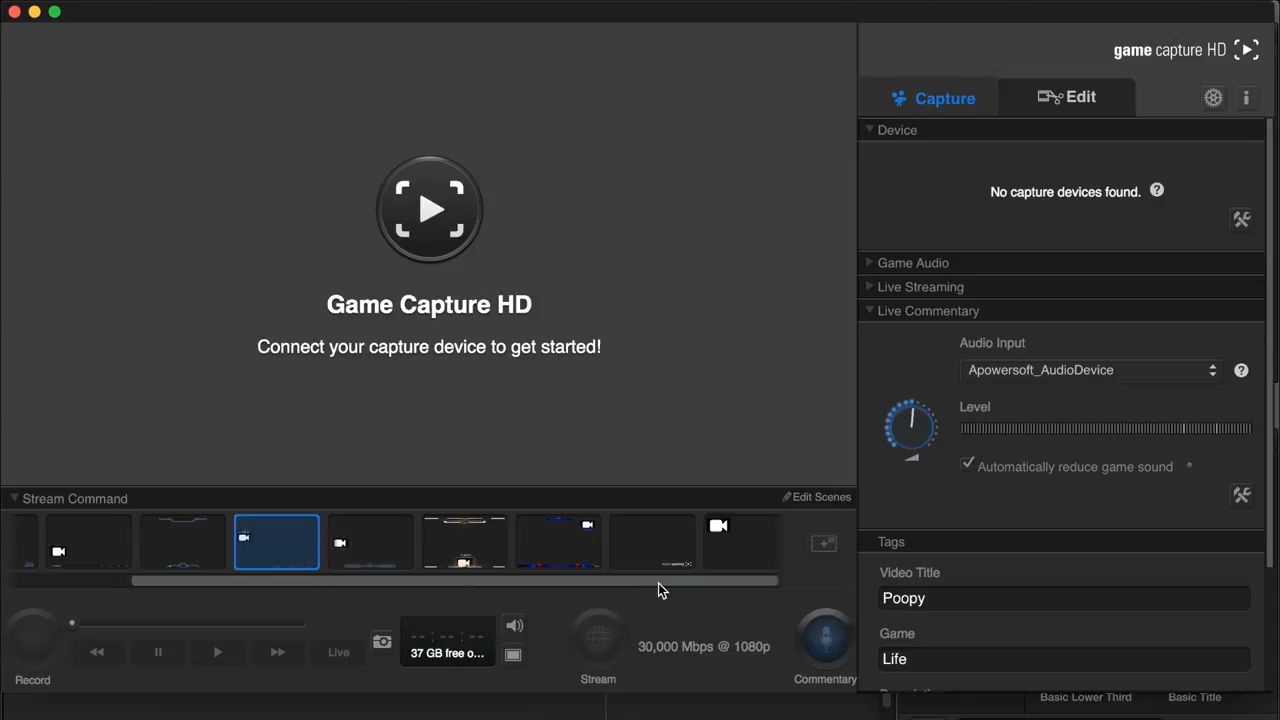 game capture HD
Capture
Edit
Device
No capture devices found.
Game Audio
Live Streaming
Live Commentary
Audio Input
Apowersoft_AudioDevice
Level
Automatically reduce game sound
Game Capture HD
Connect your capture device to get started!
Stream Command
Edit Scenes
Tags
Video Title
Poopy
Game
Life
Record
Live
37 GB free o...
Stream
30,000 Mbps @ 1080p
Commentary
Basic Lower Third
Basic Title